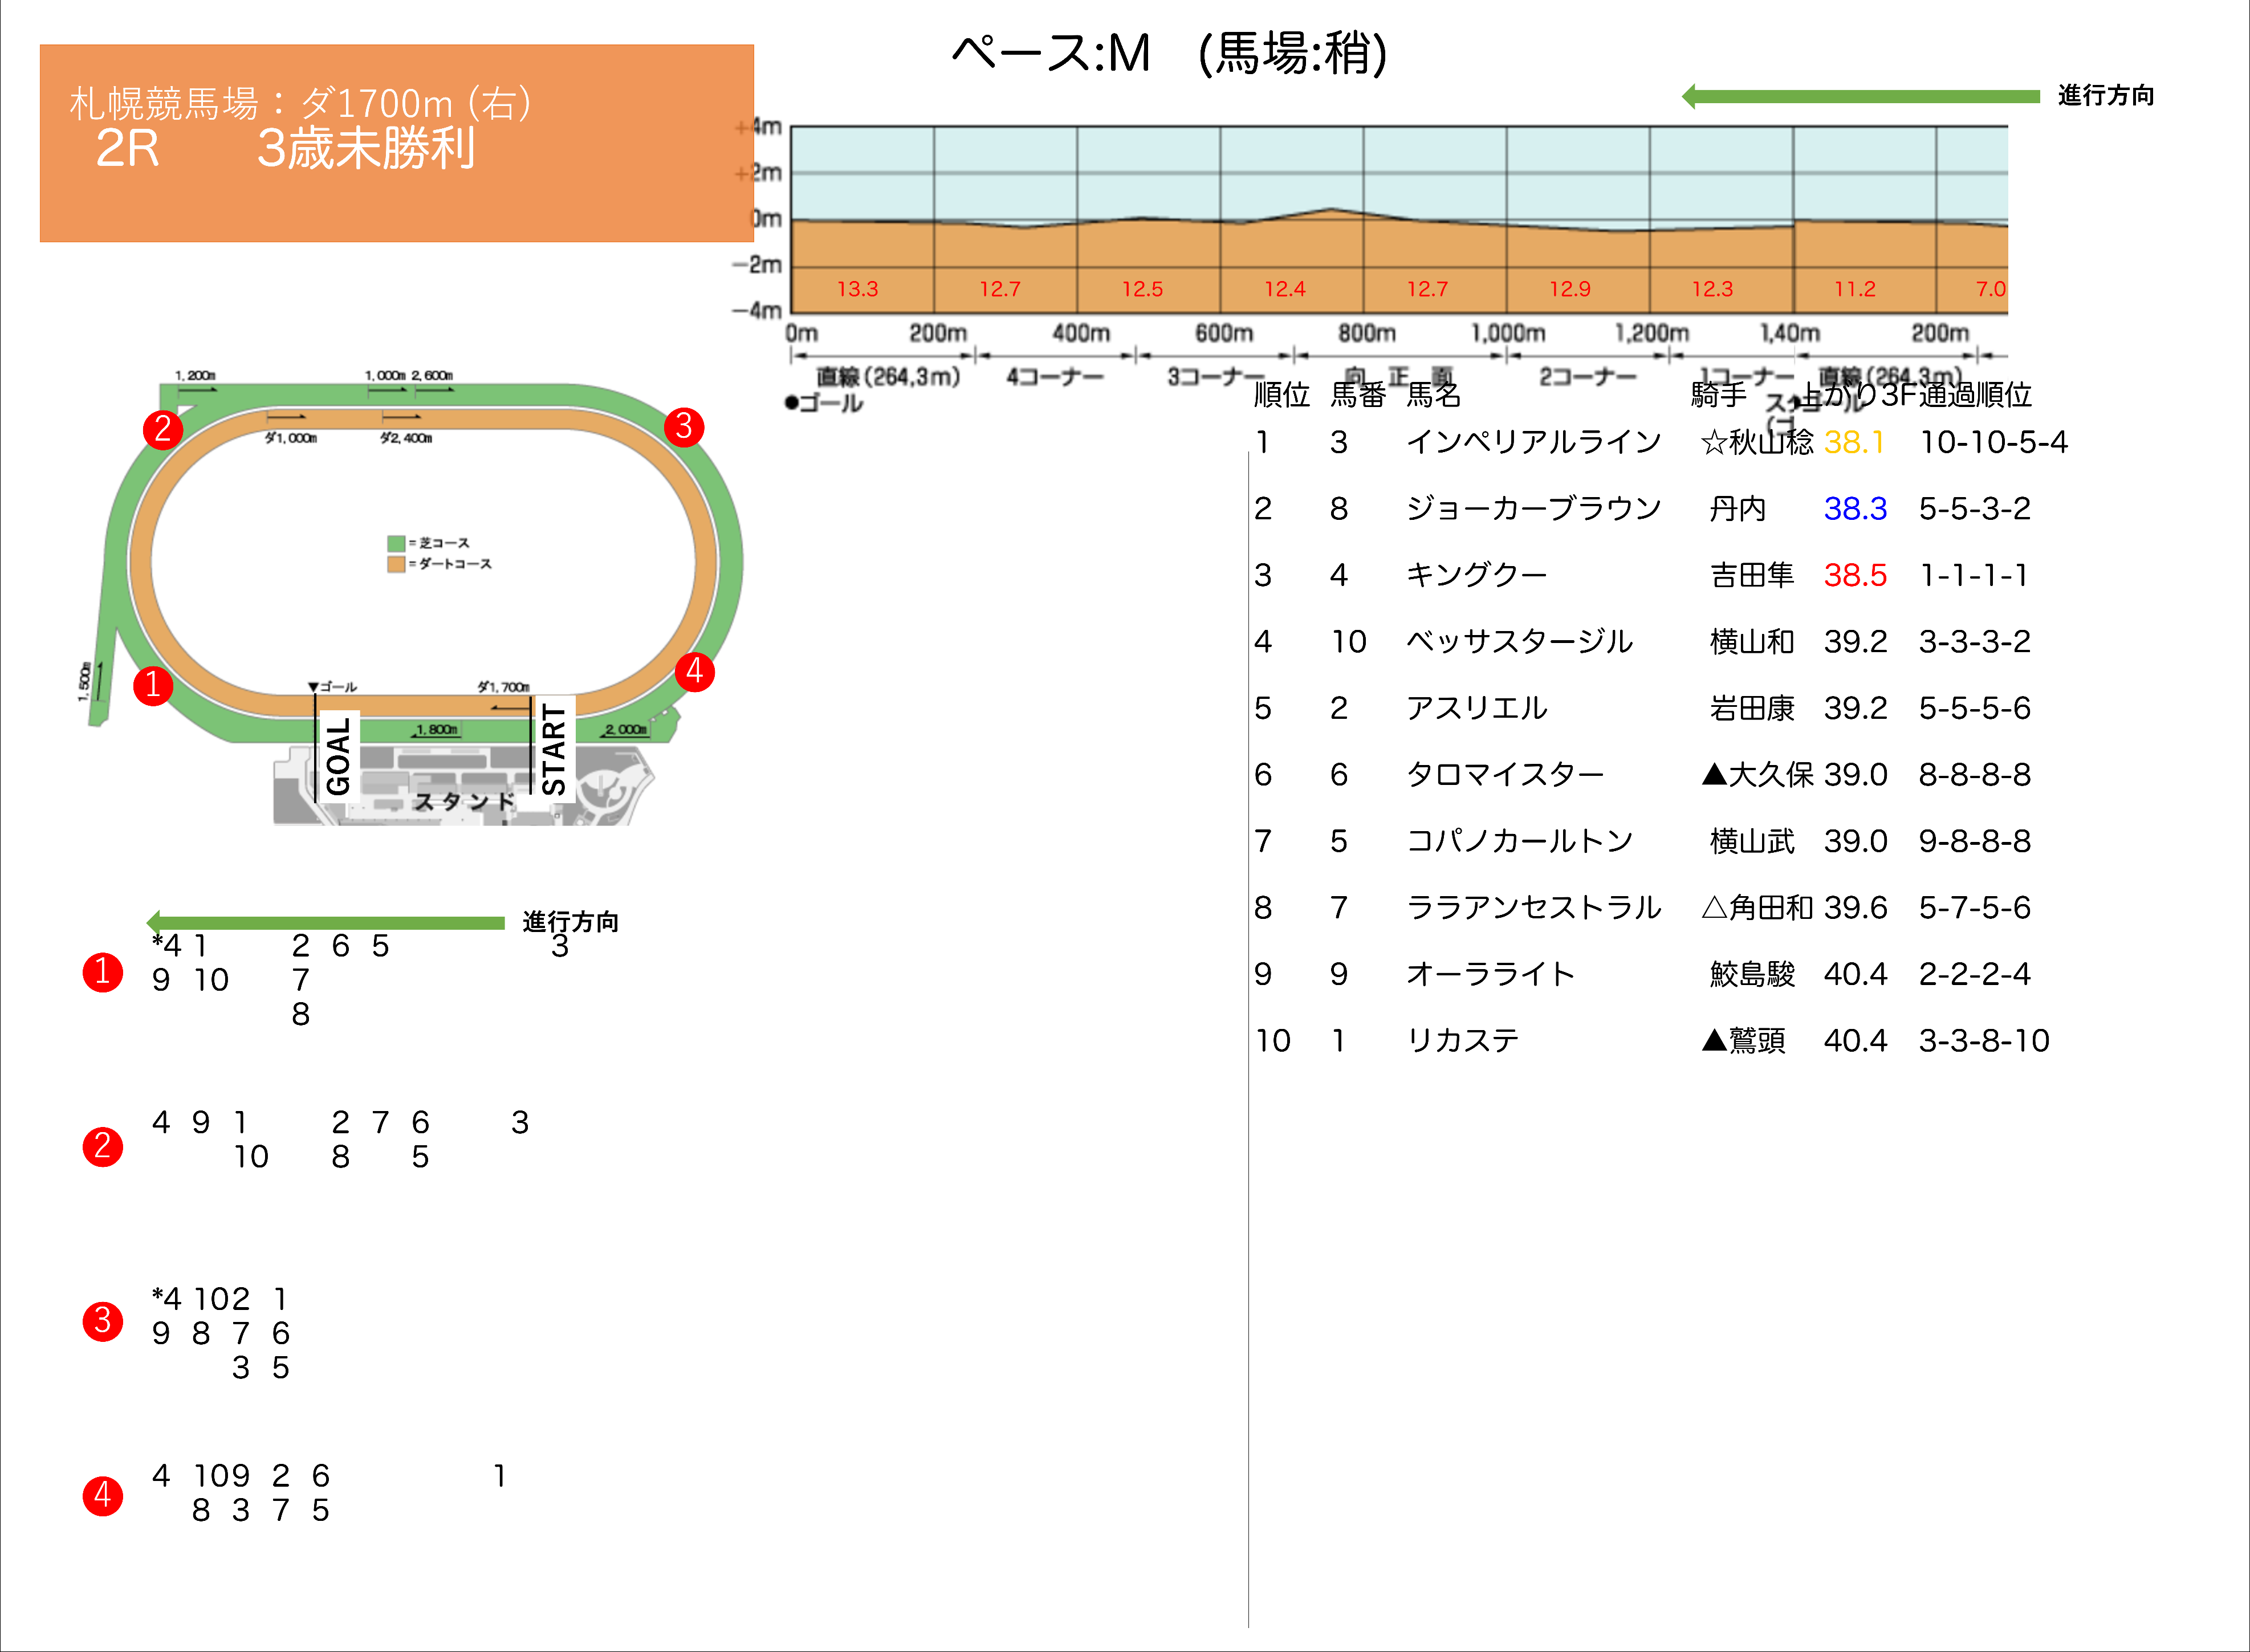 ペース:M (馬場:稍)
進行方向
札幌競馬場：ダ1700m (右)
2R 3歳未勝利
+4m
+2m
0m
−2m
−4m
13.3 12.7 12.5 12.4 12.7 12.9 12.3 11.2 7.0
0m 200m 400m 600m 800m 1,000m 1,200m 1,40m 200m
直線(264.3m) 4コーナー 3コーナー 向正面 2コーナー 1コーナー 直線(264.3m)
●ゴール
ゴール
1,200m 1,000m 2,600m
2 3
ダ1,000m ダ2,400m
=芝コース
=ダートコース
1,500m
1 4
▼ゴール ダ1,700m
1,800m 2,000m
GOAL START
スタンド
順位 馬番 馬名 騎手 上がり3F 通過順位
1 3 インペリアルライン ☆秋山稔 38.1 10-10-5-4
2 8 ジョーカーブラウン 丹内 38.3 5-5-3-2
3 4 キングクー 吉田隼 38.5 1-1-1-1
4 10 ベッサスタージル 横山和 39.2 3-3-3-2
5 2 アスリエル 岩田康 39.2 5-5-5-6
6 6 タロマイスター ▲大久保 39.0 8-8-8-8
7 5 コパノカールトン 横山武 39.0 9-8-8-8
8 7 ララアンセストラル △角田和 39.6 5-7-5-6
9 9 オーラライト 鮫島駿 40.4 2-2-2-4
10 1 リカステ ▲鷲頭 40.4 3-3-8-10
進行方向
1
*4 1 2 6 5 3
9 10 7
8
2
4 9 1 2 7 6 3
10 8 5
3
*4 10 2 1
9 8 7 6
3 5
4
4 10 9 2 6 1
8 3 7 5